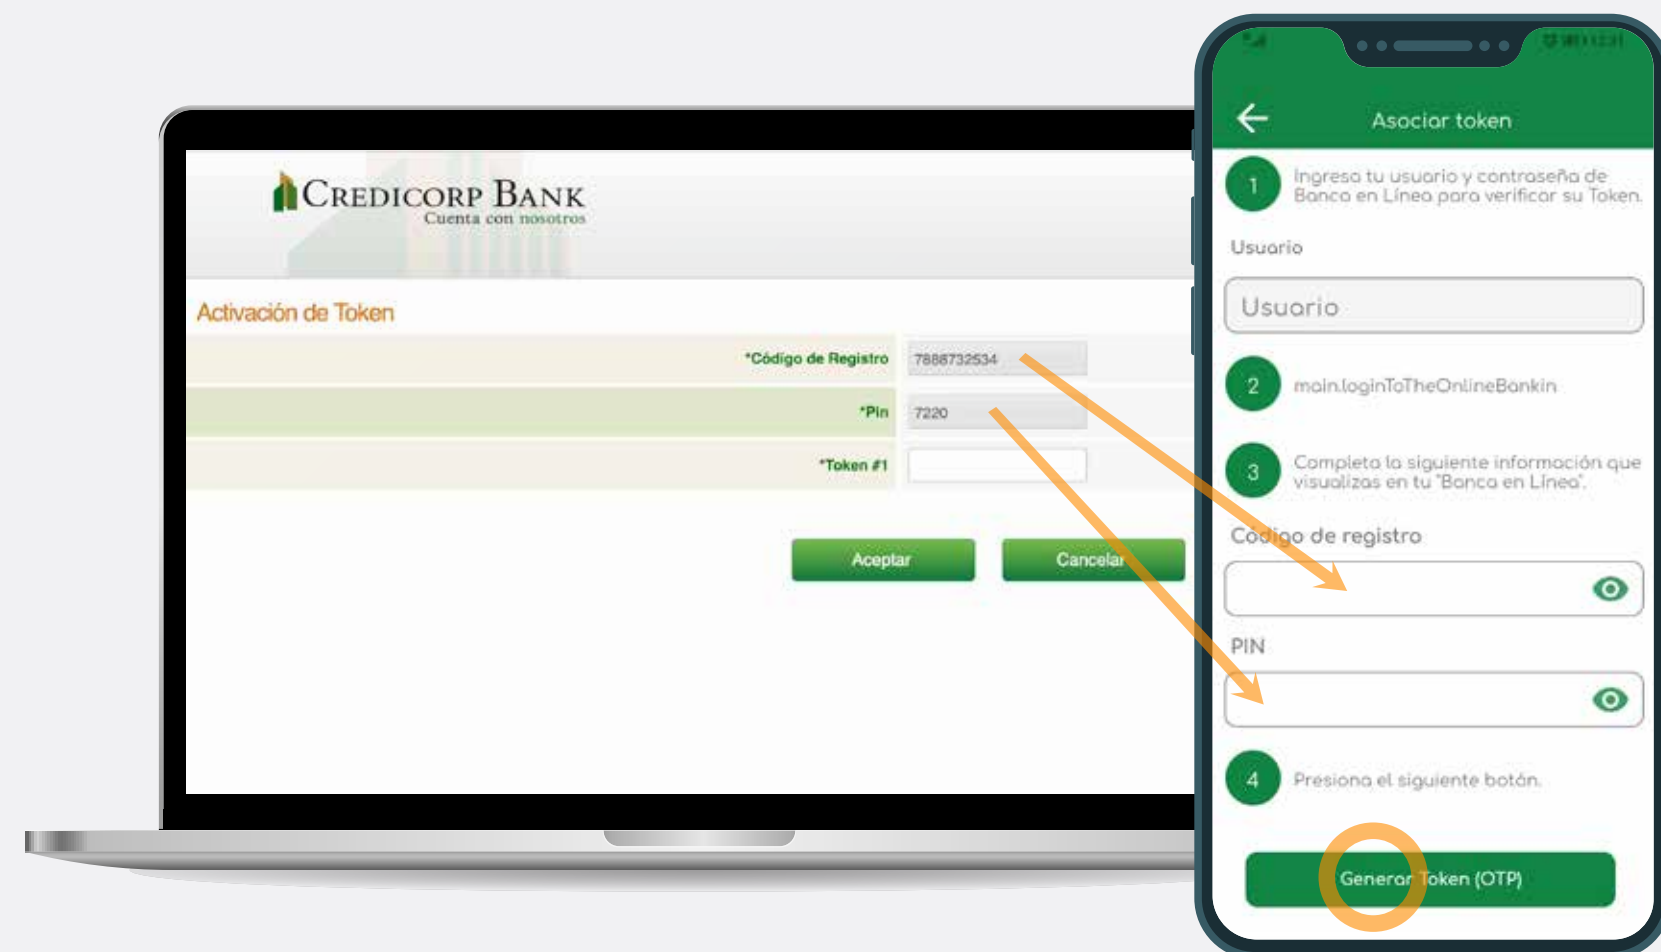 CREDICORP BANK
Cuenta con nosotros
Activación de Token
*Código de Registro 7888732534
*Pin 7220
*Token #1
Aceptar Cancelar
Asociar token
1 Ingresa tu usuario y contraseña de
Banca en Línea para verificar su Token.
Usuario
Usuario
2 main.loginToTheOnlineBankin
3 Completa la siguiente información que
visualizas en tu "Banca en Línea".
Código de registro
PIN
4 Presiona el siguiente botón.
Generar Token (OTP)